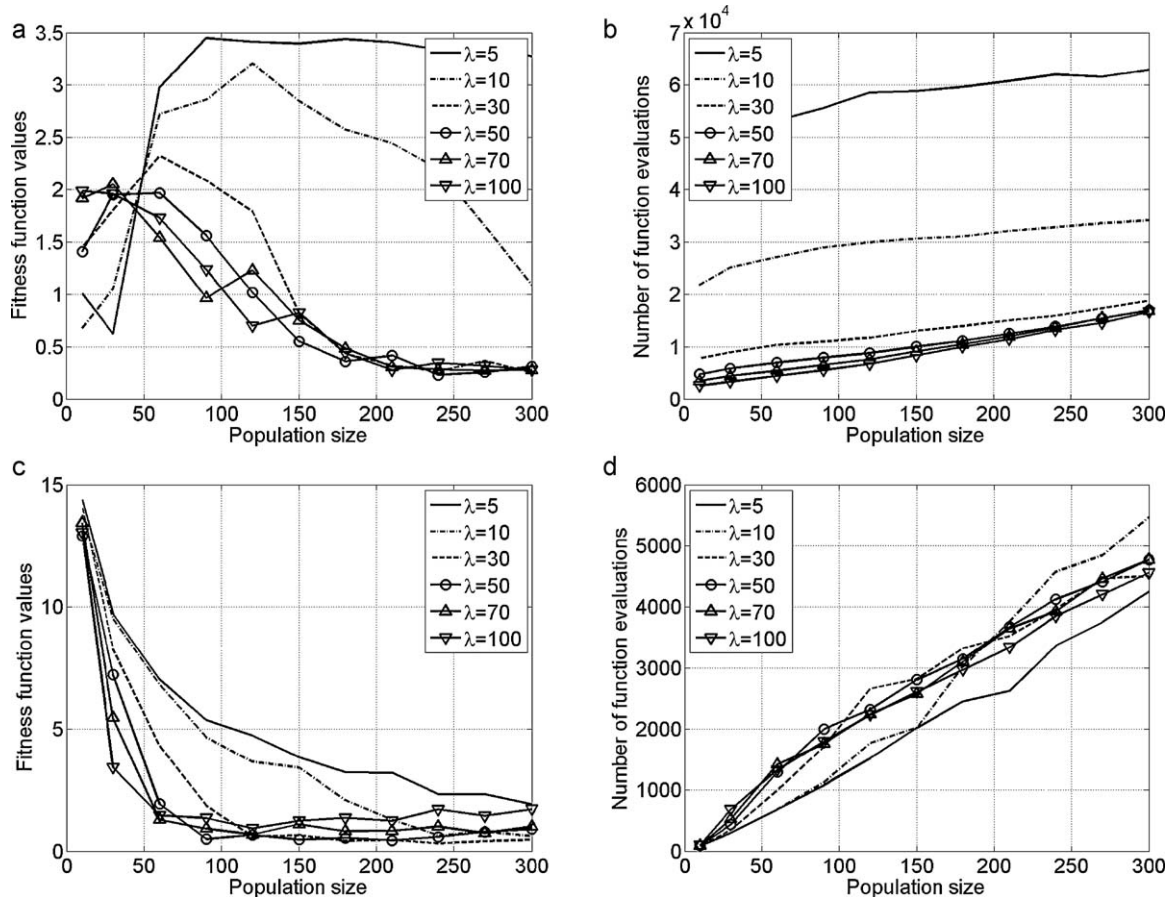 a
3.5
3
2.5
2
1.5
1
0.5
0
Fitness function values
0 50 100 150 200 250 300
Population size
λ=5
λ=10
λ=30
λ=50
λ=70
λ=100
b
7 x 10^4
6
5
4
3
2
1
0
Number of function evaluations
0 50 100 150 200 250 300
Population size
λ=5
λ=10
λ=30
λ=50
λ=70
λ=100
c
15
10
5
0
Fitness function values
0 50 100 150 200 250 300
Population size
λ=5
λ=10
λ=30
λ=50
λ=70
λ=100
d
6000
5000
4000
3000
2000
1000
0
Number of function evaluations
0 50 100 150 200 250 300
Population size
λ=5
λ=10
λ=30
λ=50
λ=70
λ=100